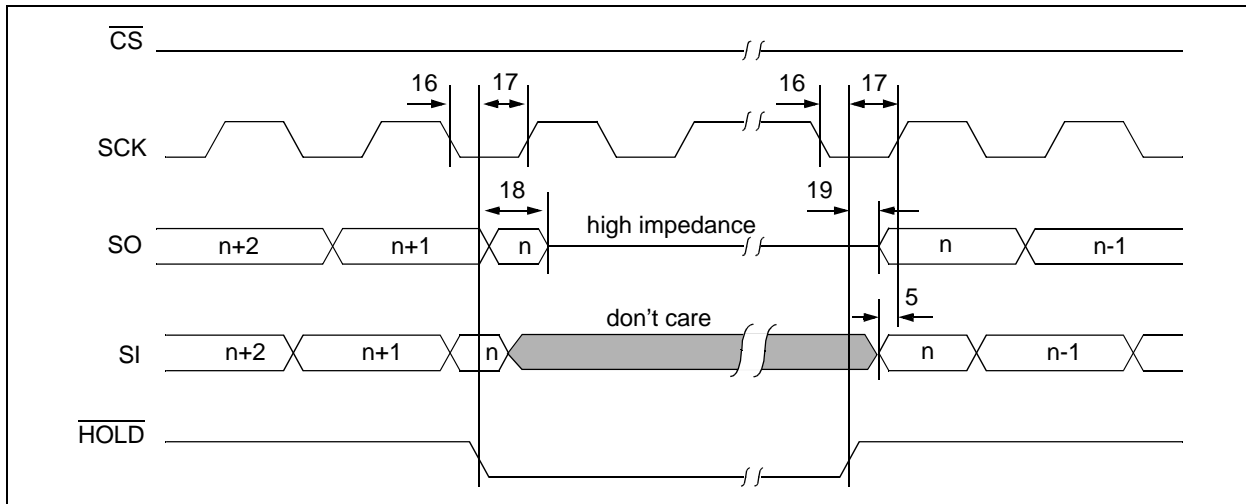 CS
16 17 16 17
SCK
18 19
high impedance
SO n+2 n+1 n n n-1
5
don't care
SI n+2 n+1 n n n-1
HOLD